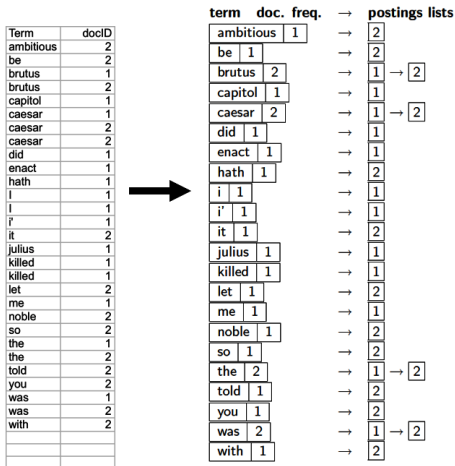 Term docID
ambitious 2
be 2
brutus 1
brutus 2
capitol 1
caesar 1
caesar 2
caesar 2
did 1
enact 1
hath 1
I 1
I 1
i' 1
it 2
julius 1
killed 1
killed 1
let 2
me 1
noble 2
so 2
the 1
the 2
told 2
you 2
was 1
was 2
with 2
term doc. freq. → postings lists
ambitious 1 → 2
be 1 → 2
brutus 2 → 1 → 2
capitol 1 → 1
caesar 2 → 1 → 2
did 1 → 1
enact 1 → 1
hath 1 → 2
i 1 → 1
i' 1 → 1
it 1 → 2
julius 1 → 1
killed 1 → 1
let 1 → 2
me 1 → 1
noble 1 → 2
so 1 → 2
the 2 → 1 → 2
told 1 → 2
you 1 → 2
was 2 → 1 → 2
with 1 → 2